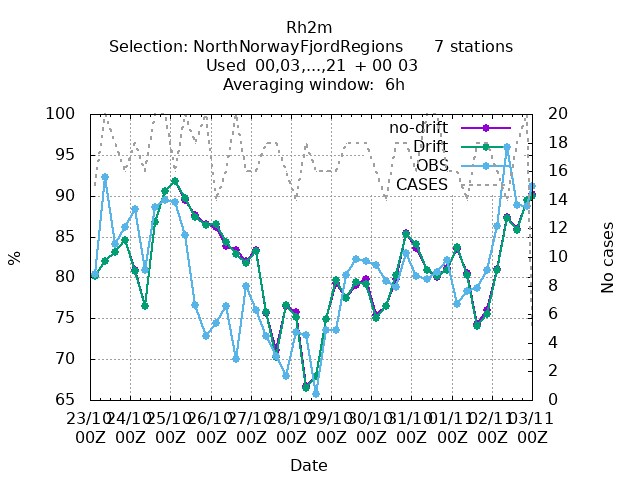 Rh2m
Selection: NorthNorwayFjordRegions 7 stations
Used 00,03,...,21 + 00 03
Averaging window: 6h
100
95
90
85
80
75
70
65
%
no-drift
Drift
OBS
CASES
20
18
16
14
12
10
8
6
4
2
0
No cases
23/10 24/10 25/10 26/10 27/10 28/10 29/10 30/10 31/10 01/11 02/11 03/11
00Z 00Z 00Z 00Z 00Z 00Z 00Z 00Z 00Z 00Z 00Z 00Z
Date